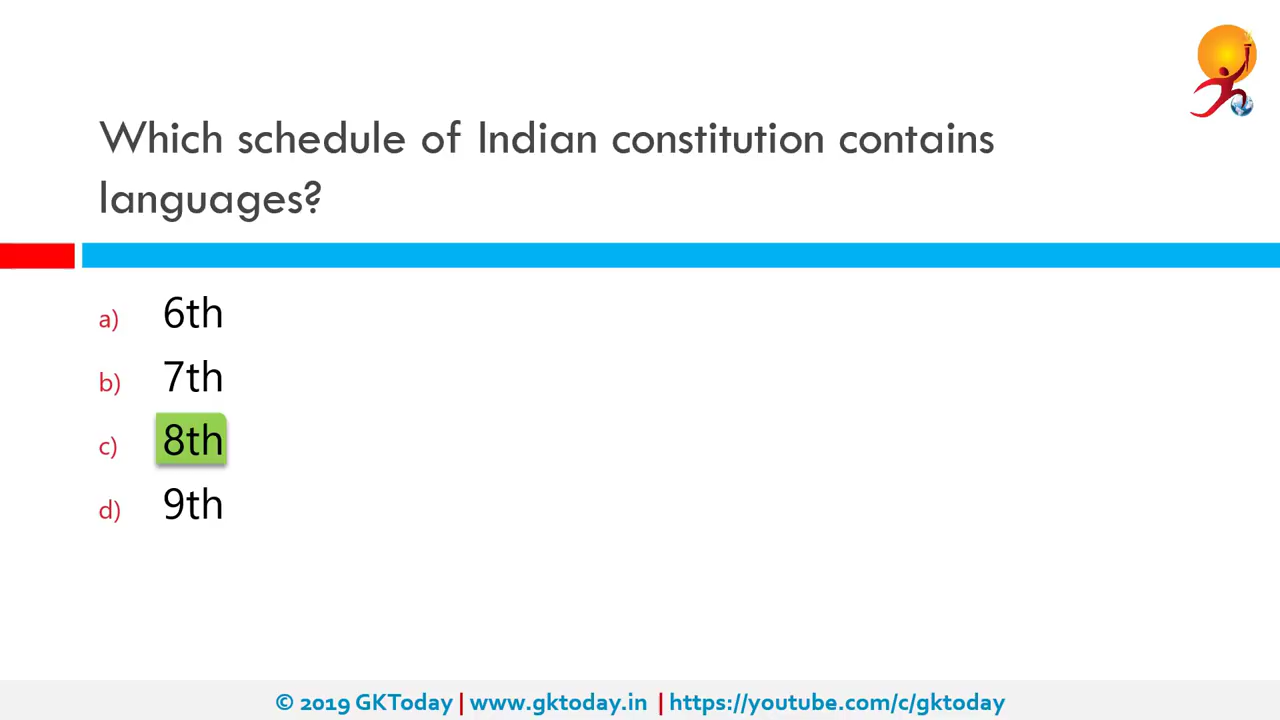 Which schedule of Indian constitution contains
languages?
a) 6th
b) 7th
c) 8th
d) 9th
© 2019 GKToday | www.gktoday.in | https://youtube.com/c/gktoday